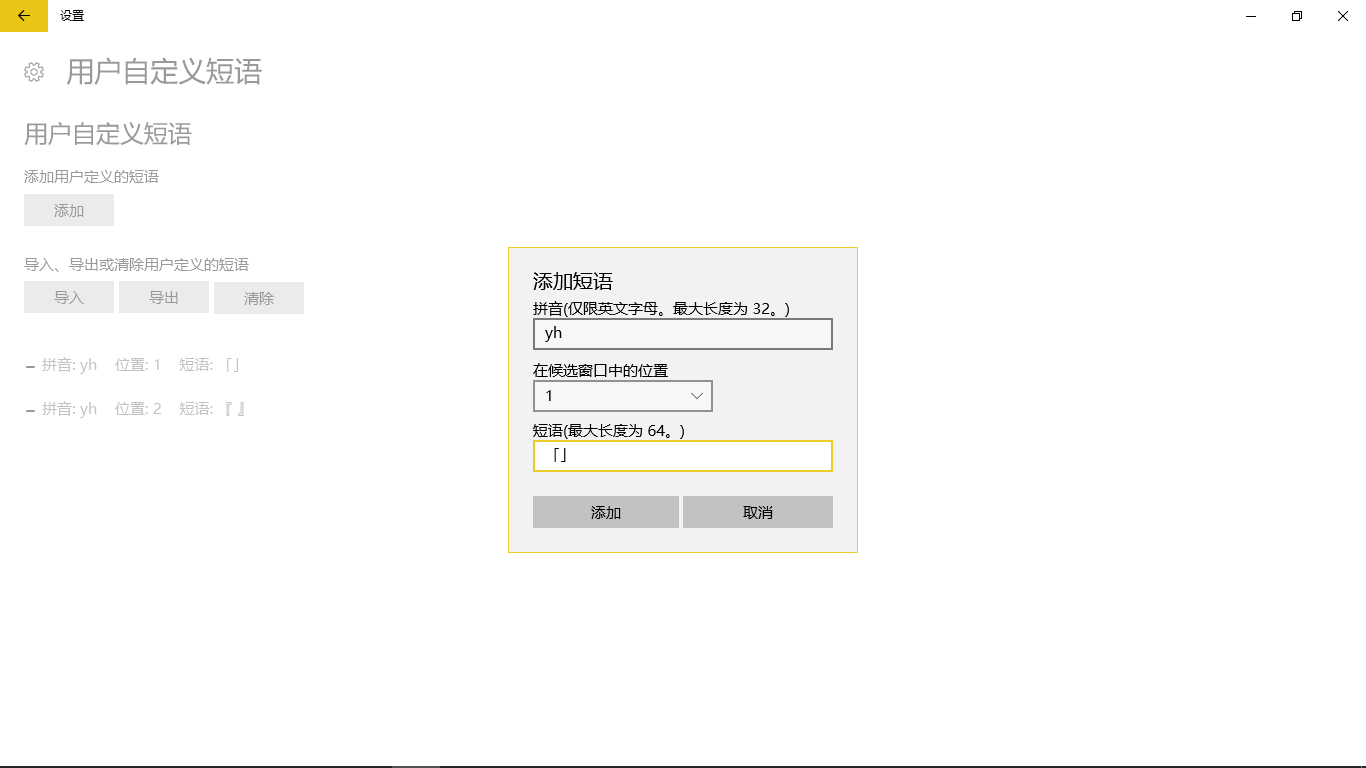 设置
用户自定义短语
用户自定义短语
添加用户定义的短语
添加
导入、导出或清除用户定义的短语
导入 导出 清除
拼音: yh 位置: 1 短语: 「」
拼音: yh 位置: 2 短语: 『 』
添加短语
拼音(仅限英文字母。最大长度为 32。)
yh
在候选窗口中的位置
1
短语(最大长度为 64。)
「」
添加 取消